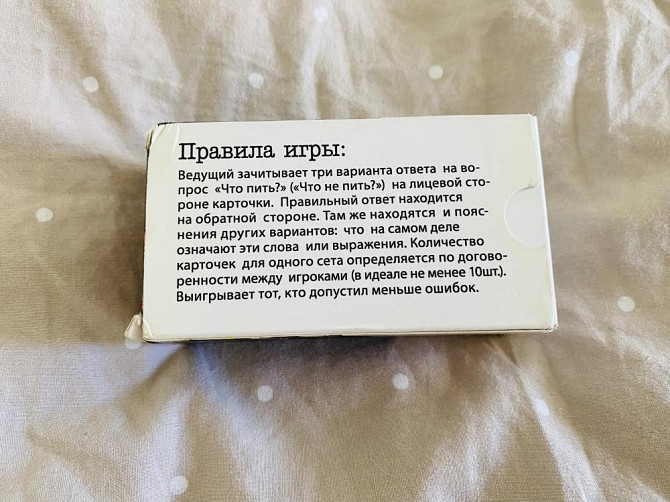 Правила игры:
Ведущий зачитывает три варианта ответа на во-
прос «Что пить?» («Что не пить?») на лицевой сто-
роне карточки. Правильный ответ находится
на обратной стороне. Там же находятся и пояс-
нения других вариантов: что на самом деле
означают эти слова или выражения. Количество
карточек для одного сета определяется по догово-
ренности между игроками (в идеале не менее 10шт.).
Выигрывает тот, кто допустил меньше ошибок.